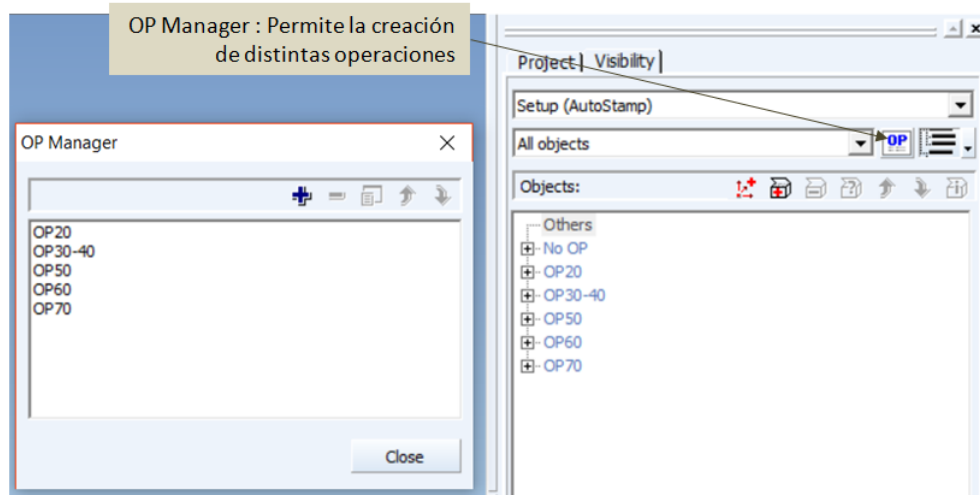 OP Manager : Permite la creación
de distintas operaciones
OP Manager
OP20
OP30-40
OP50
OP60
OP70
Close
Project
Visibility
Setup (AutoStamp)
All objects
OP
Objects:
Others
No OP
OP20
OP30-40
OP50
OP60
OP70